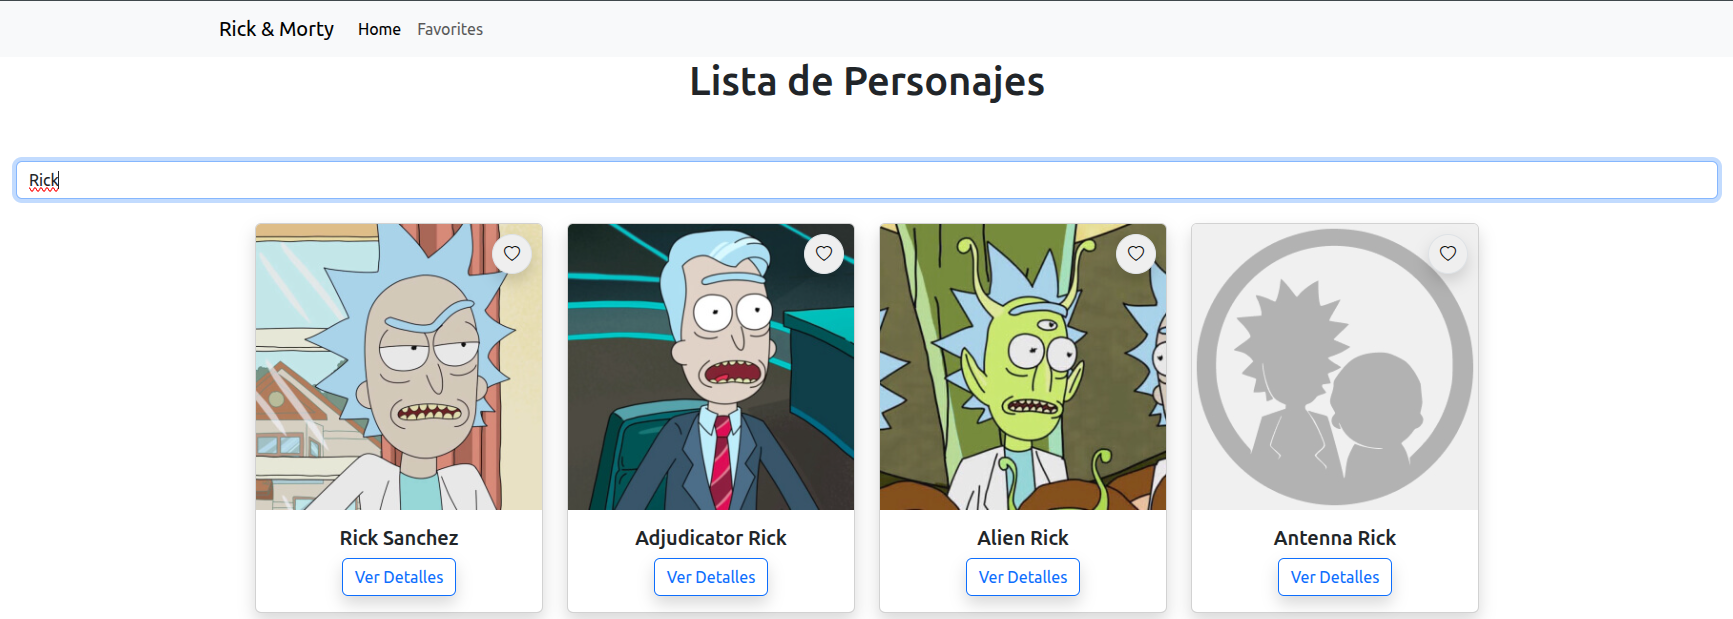 Rick & Morty Home Favorites
Lista de Personajes
Rick
Rick Sanchez
Ver Detalles
Adjudicator Rick
Ver Detalles
Alien Rick
Ver Detalles
Antenna Rick
Ver Detalles